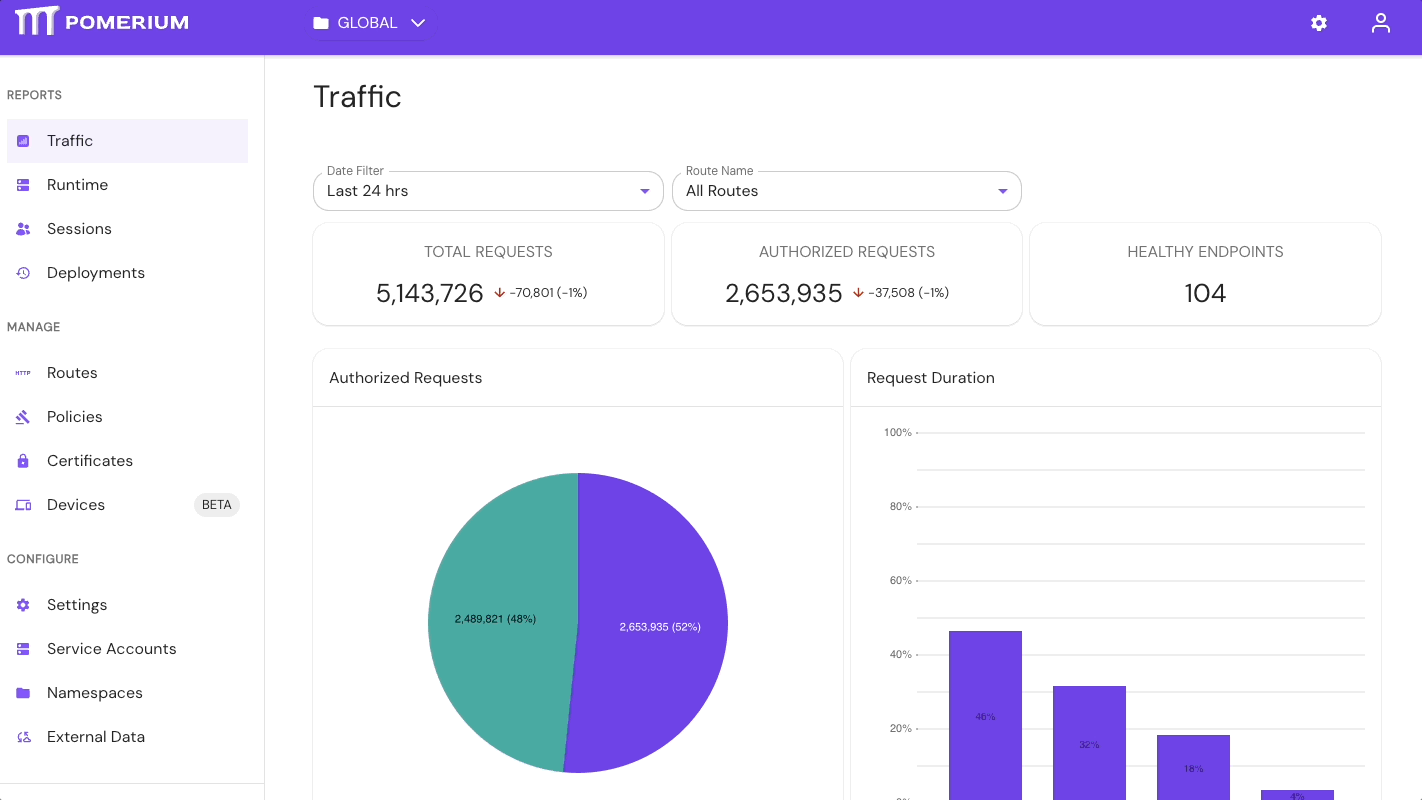 POMERIUM
GLOBAL
REPORTS
Traffic
Runtime
Sessions
Deployments
MANAGE
HTTP Routes
Policies
Certificates
Devices BETA
CONFIGURE
Settings
Service Accounts
Namespaces
External Data
Traffic
Date Filter
Last 24 hrs
Route Name
All Routes
TOTAL REQUESTS
5,143,726 -70,801 (-1%)
AUTHORIZED REQUESTS
2,653,935 -37,508 (-1%)
HEALTHY ENDPOINTS
104
Authorized Requests
2,489,821 (48%)
2,653,935 (52%)
Request Duration
100%
80%
60%
40%
20%
0%
46%
32%
18%
4%